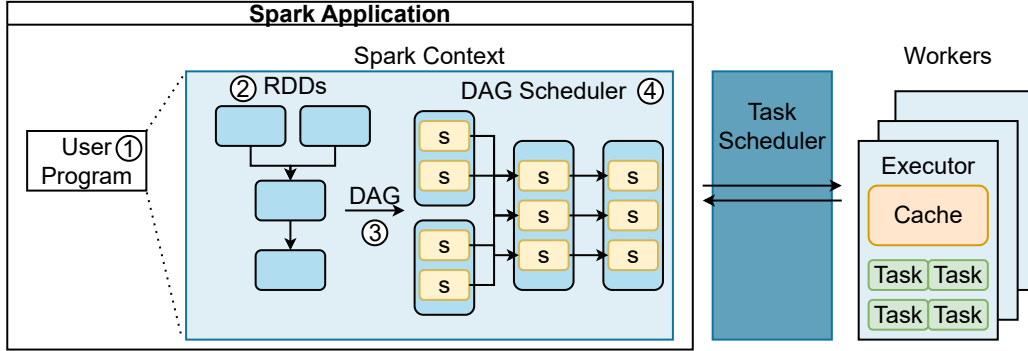 Spark Application
Spark Context
Workers
② RDDs
DAG Scheduler ④
User ①
Program
DAG
③
s
s
s
s
s
s
s
s
s
s
Task
Scheduler
Executor
Cache
Task Task
Task Task